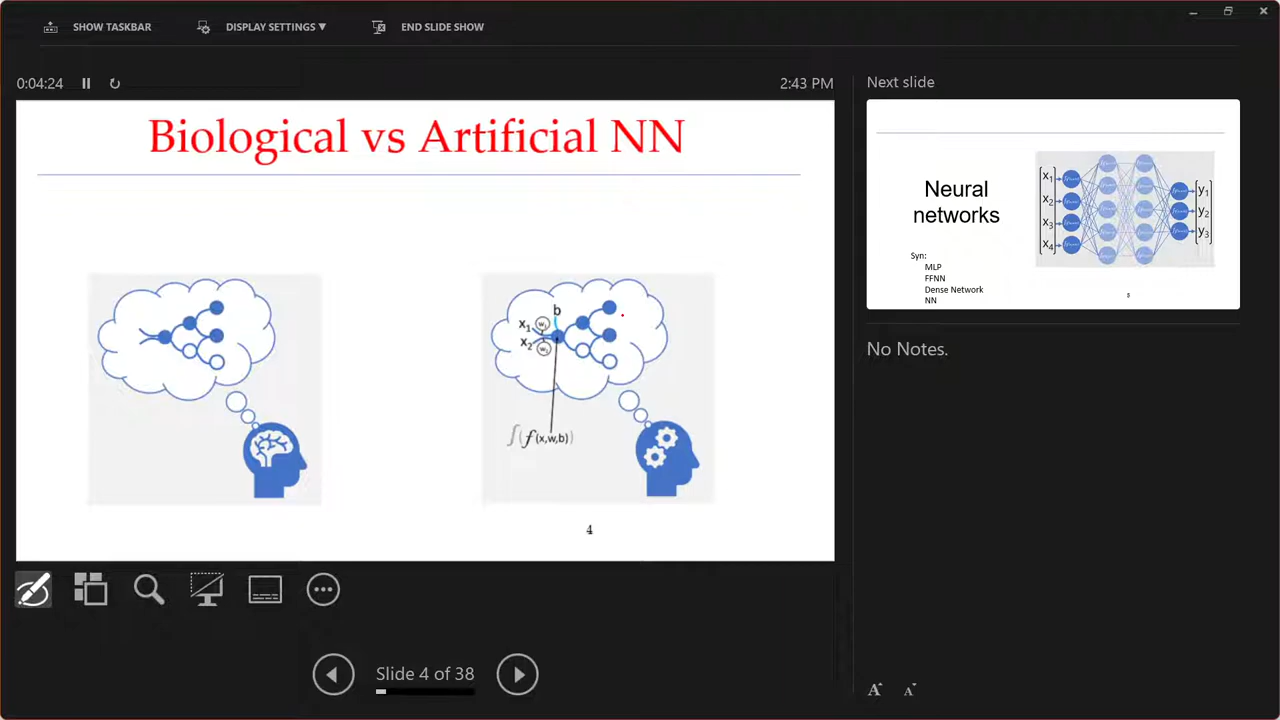 SHOW TASKBAR
DISPLAY SETTINGS ▼
END SLIDE SHOW
0:04:24
2:43 PM
Biological vs Artificial NN
b
x1
w1
x2
w2
∫(f(x,w,b))
4
Next slide
Neural
networks
Syn:
MLP
FFNN
Dense Network
NN
x1
x2
x3
x4
y1
y2
y3
No Notes.
Slide 4 of 38
A
A